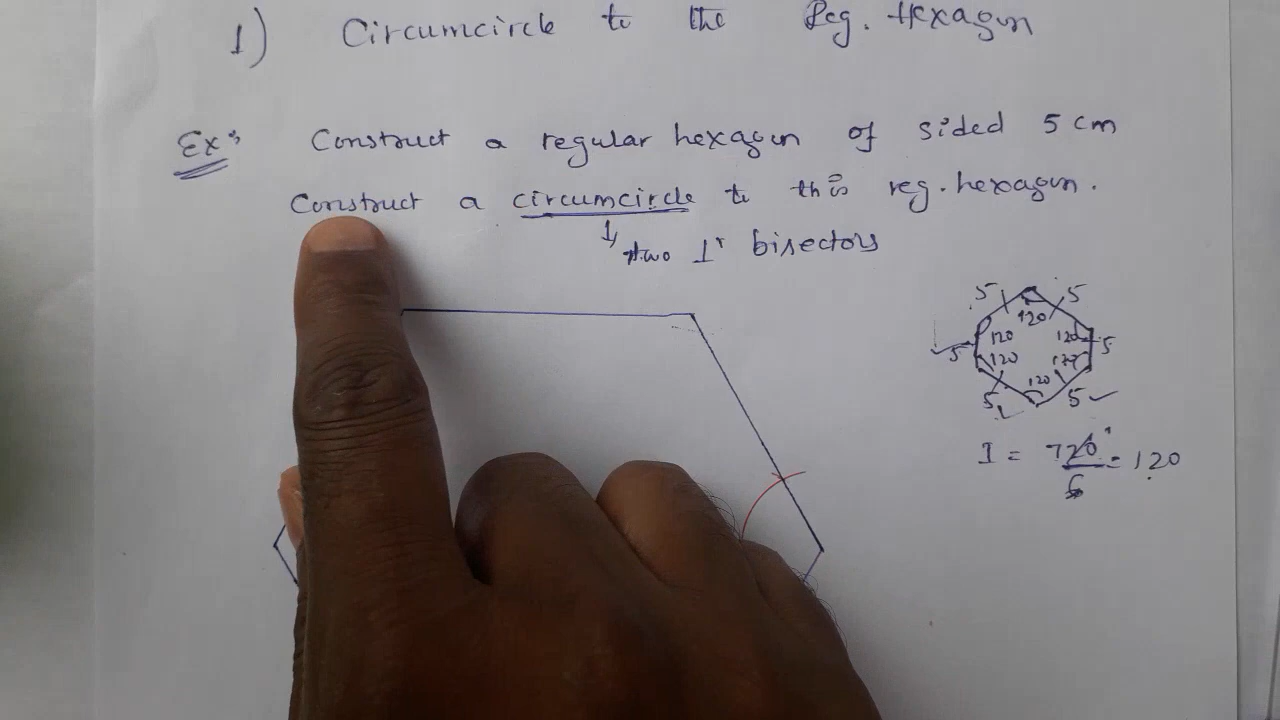 1) Circumcircle to the Reg. Hexagon
Ex: Construct a regular hexagon of sided 5 cm
Construct a circumcircle to this reg. hexagon.
two ⊥r bisectors
5 5
120
120 120
5 5
120 120
120
5 5
I = 720° = 120
6